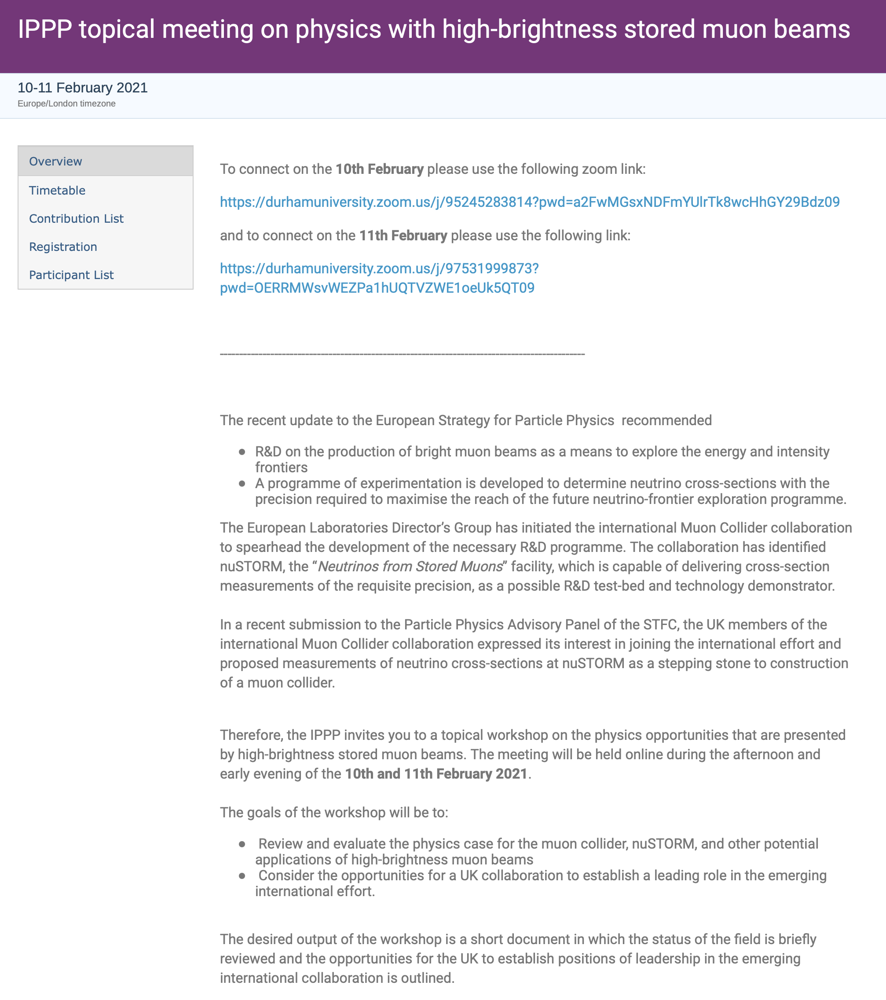 IPPP topical meeting on physics with high-brightness stored muon beams
10-11 February 2021
Europe/London timezone
Overview
Timetable
Contribution List
Registration
Participant List
To connect on the 10th February please use the following zoom link:
https://durhamuniversity.zoom.us/j/95245283814?pwd=a2FwMGsxNDFmYUlrTk8wcHhGY29Bdz09
and to connect on the 11th February please use the following link:
https://durhamuniversity.zoom.us/j/97531999873?
pwd=OERRMWsvWEZPa1hUQTVZWE1oeUk5QT09
The recent update to the European Strategy for Particle Physics  recommended
● R&D on the production of bright muon beams as a means to explore the energy and intensity
frontiers
● A programme of experimentation is developed to determine neutrino cross-sections with the
precision required to maximise the reach of the future neutrino-frontier exploration programme.
The European Laboratories Director’s Group has initiated the international Muon Collider collaboration
to spearhead the development of the necessary R&D programme. The collaboration has identified
nuSTORM, the “Neutrinos from Stored Muons” facility, which is capable of delivering cross-section
measurements of the requisite precision, as a possible R&D test-bed and technology demonstrator.
In a recent submission to the Particle Physics Advisory Panel of the STFC, the UK members of the
international Muon Collider collaboration expressed its interest in joining the international effort and
proposed measurements of neutrino cross-sections at nuSTORM as a stepping stone to construction
of a muon collider.
Therefore, the IPPP invites you to a topical workshop on the physics opportunities that are presented
by high-brightness stored muon beams. The meeting will be held online during the afternoon and
early evening of the 10th and 11th February 2021.
The goals of the workshop will be to:
● Review and evaluate the physics case for the muon collider, nuSTORM, and other potential
applications of high-brightness muon beams
● Consider the opportunities for a UK collaboration to establish a leading role in the emerging
international effort.
The desired output of the workshop is a short document in which the status of the field is briefly
reviewed and the opportunities for the UK to establish positions of leadership in the emerging
international collaboration is outlined.